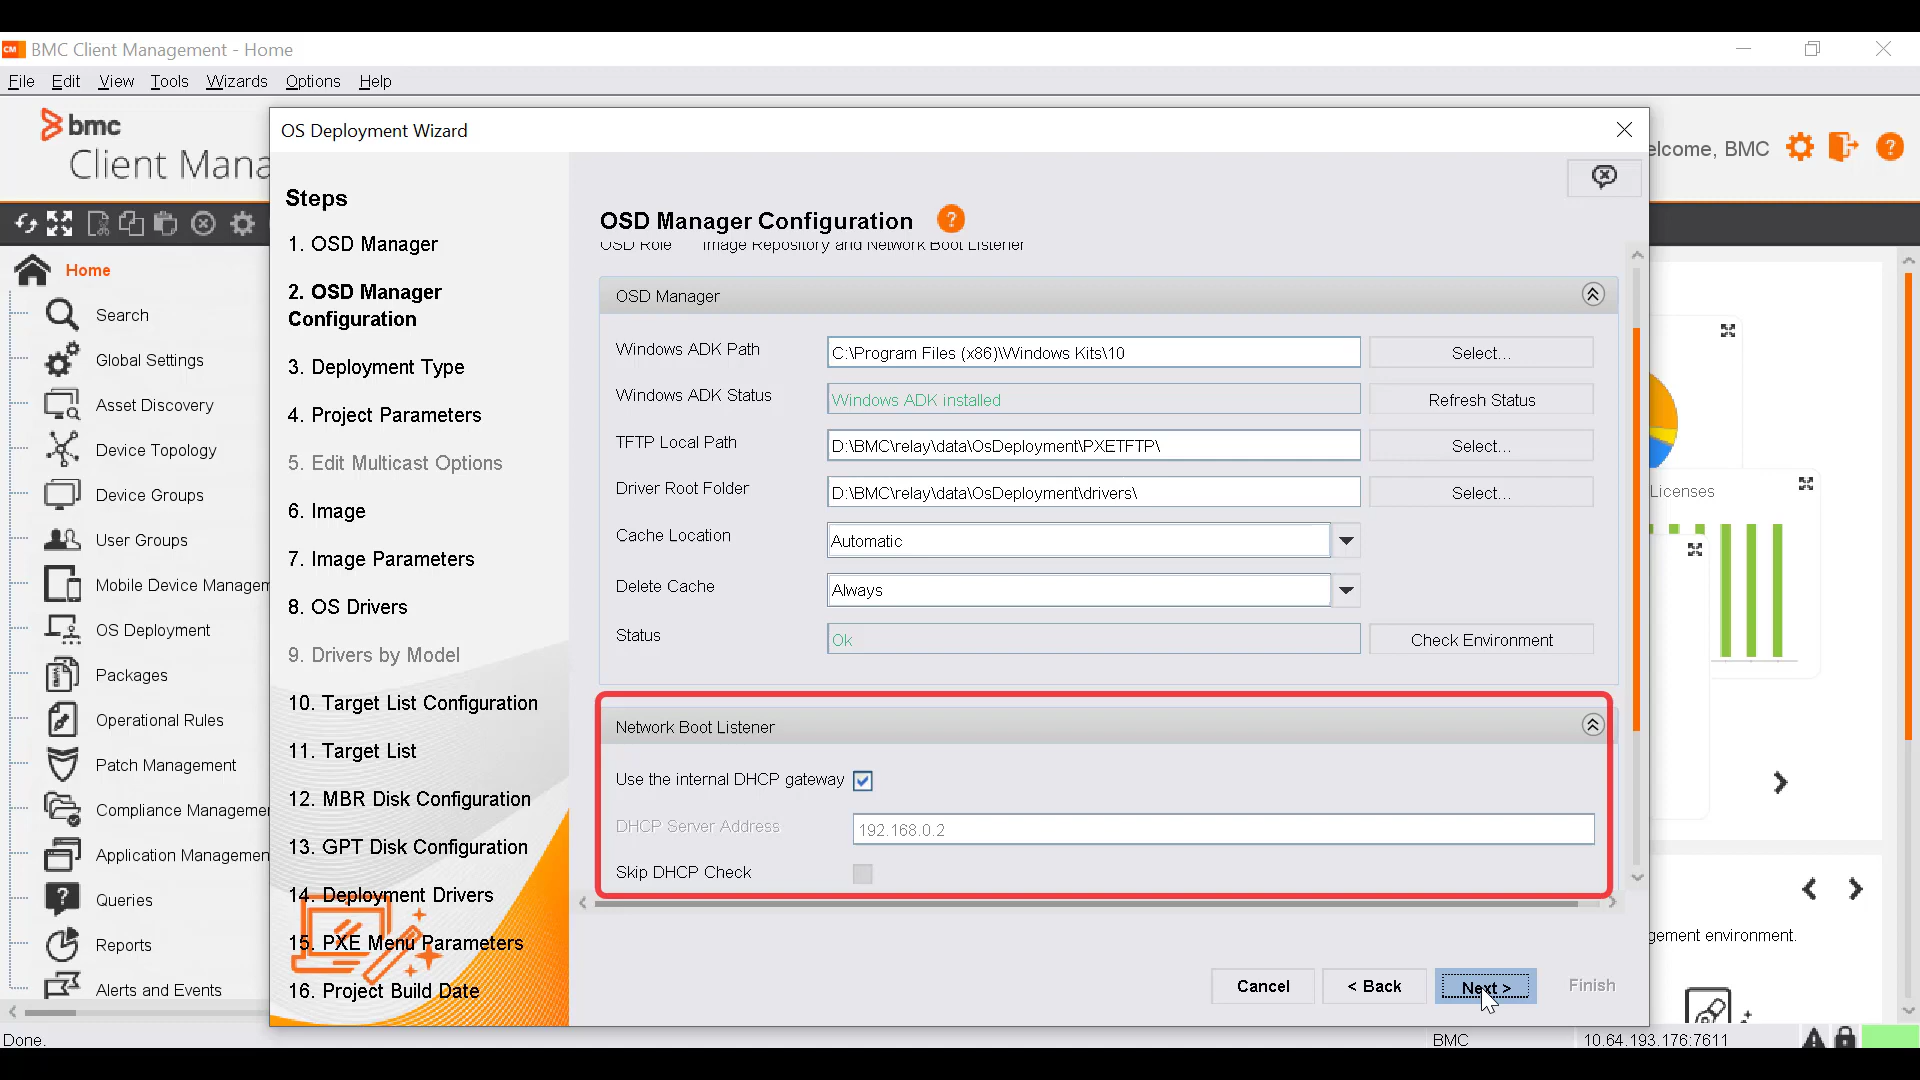 BMC Client Management - Home
File Edit View Tools Wizards Options Help
bmc
Client Mana
elcome, BMC
OS Deployment Wizard
Home
Search
Global Settings
Asset Discovery
Device Topology
Device Groups
User Groups
Mobile Device Managem
OS Deployment
Packages
Operational Rules
Patch Management
Compliance Managemen
Application Managemen
Queries
Reports
Alerts and Events
Steps
1. OSD Manager
2. OSD Manager
Configuration
3. Deployment Type
4. Project Parameters
5. Edit Multicast Options
6. Image
7. Image Parameters
8. OS Drivers
9. Drivers by Model
10. Target List Configuration
11. Target List
12. MBR Disk Configuration
13. GPT Disk Configuration
14. Deployment Drivers
15. PXE Menu Parameters
16. Project Build Date
OSD Manager Configuration
OSD Role Image Repository and Network Boot Listener
OSD Manager
Windows ADK Path C:\Program Files (x86)\Windows Kits\10 Select...
Windows ADK Status Windows ADK installed Refresh Status
TFTP Local Path D:\BMC\relay\data\OsDeployment\PXETFTP\ Select...
Driver Root Folder D:\BMC\relay\data\OsDeployment\drivers\ Select...
Cache Location Automatic
Delete Cache Always
Status Ok Check Environment
Network Boot Listener
Use the internal DHCP gateway
DHCP Server Address 192.168.0.2
Skip DHCP Check
Cancel < Back Next > Finish
Licenses
gement environment.
Done. BMC 10.64.193.176:7611